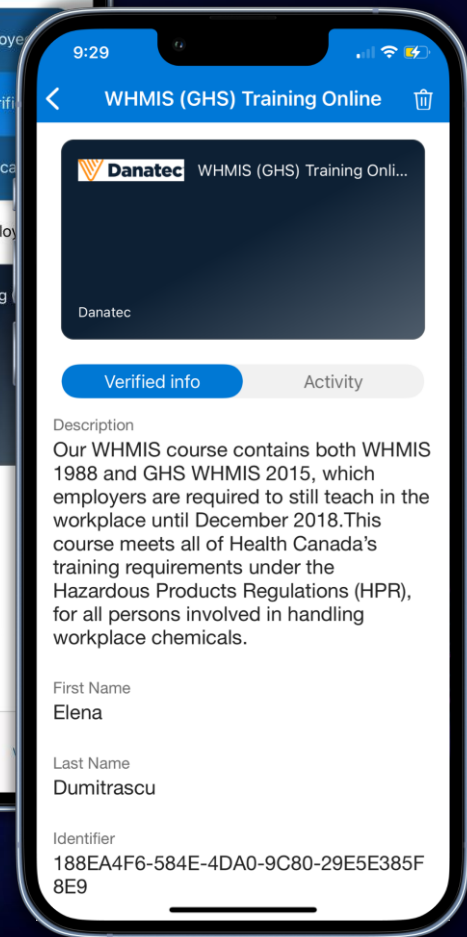 9:29
WHMIS (GHS) Training Online
Danatec WHMIS (GHS) Training Onli...
Danatec
Verified info Activity
Description
Our WHMIS course contains both WHMIS
1988 and GHS WHMIS 2015, which
employers are required to still teach in the
workplace until December 2018.This
course meets all of Health Canada’s
training requirements under the
Hazardous Products Regulations (HPR),
for all persons involved in handling
workplace chemicals.
First Name
Elena
Last Name
Dumitrascu
Identifier
188EA4F6-584E-4DA0-9C80-29E5E385F
8E9